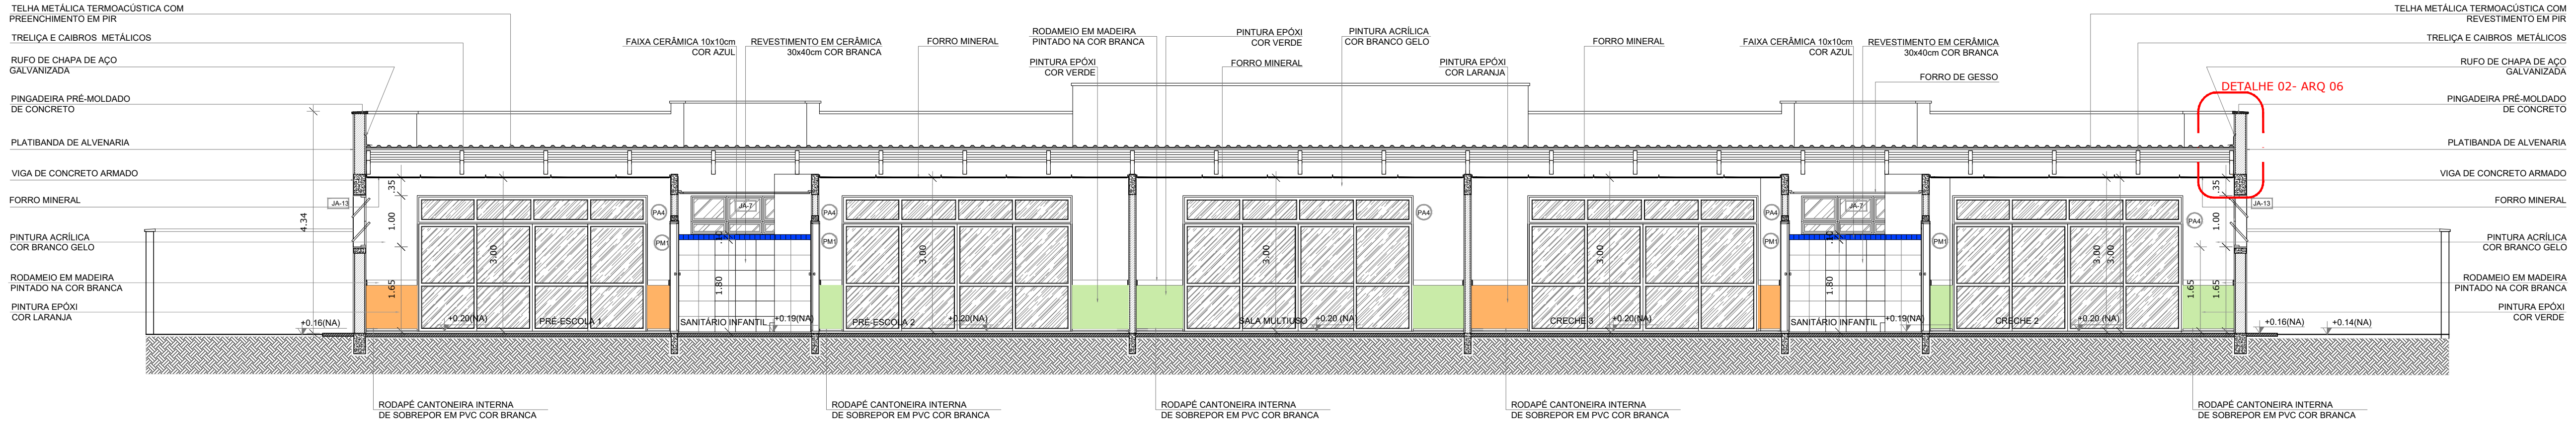 TELHA METÁLICA TERMOACÚSTICA COM
PREENCHIMENTO EM PIR
TRELIÇA E CAIBROS METÁLICOS
RUFO DE CHAPA DE AÇO
GALVANIZADA
PINGADEIRA PRÉ-MOLDADO
DE CONCRETO
PLATIBANDA DE ALVENARIA
VIGA DE CONCRETO ARMADO
FORRO MINERAL
PINTURA ACRÍLICA
COR BRANCO GELO
RODAMEIO EM MADEIRA
PINTADO NA COR BRANCA
PINTURA EPÓXI
COR LARANJA
FAIXA CERÂMICA 10x10cm
COR AZUL
REVESTIMENTO EM CERÂMICA
30x40cm COR BRANCA
FORRO MINERAL
RODAMEIO EM MADEIRA
PINTADO NA COR BRANCA
PINTURA EPÓXI
COR VERDE
PINTURA EPÓXI
COR VERDE
FORRO MINERAL
PINTURA ACRÍLICA
COR BRANCO GELO
PINTURA EPÓXI
COR LARANJA
FORRO MINERAL
FAIXA CERÂMICA 10x10cm
COR AZUL
REVESTIMENTO EM CERÂMICA
30x40cm COR BRANCA
FORRO DE GESSO
TELHA METÁLICA TERMOACÚSTICA COM
REVESTIMENTO EM PIR
TRELIÇA E CAIBROS METÁLICOS
RUFO DE CHAPA DE AÇO
GALVANIZADA
DETALHE 02- ARQ 06
PINGADEIRA PRÉ-MOLDADO
DE CONCRETO
PLATIBANDA DE ALVENARIA
VIGA DE CONCRETO ARMADO
FORRO MINERAL
PINTURA ACRÍLICA
COR BRANCO GELO
RODAMEIO EM MADEIRA
PINTADO NA COR BRANCA
PINTURA EPÓXI
COR VERDE
4.34
JA-13
.35
1.00
1.65
3.00
PA4
PM1
JA-7
1.80
PA4
PM1
3.00
3.00
PA4
3.00
PA4
PM1
JA-7
1.80
PM1
3.00
3.00
PA4
1.65
.35
1.00
1.65
JA-13
+0.16(NA)
+0.20(NA)
PRÉ-ESCOLA 1
SANITÁRIO INFANTIL
+0.19(NA)
PRÉ-ESCOLA 2
+0.20(NA)
SALA MULTIUSO
+0.20 (NA)
CRECHE 3
+0.20(NA)
SANITÁRIO INFANTIL
+0.19(NA)
CRECHE 2
+0.20 (NA)
+0.16(NA)
+0.14(NA)
RODAPÉ CANTONEIRA INTERNA
DE SOBREPOR EM PVC COR BRANCA
RODAPÉ CANTONEIRA INTERNA
DE SOBREPOR EM PVC COR BRANCA
RODAPÉ CANTONEIRA INTERNA
DE SOBREPOR EM PVC COR BRANCA
RODAPÉ CANTONEIRA INTERNA
DE SOBREPOR EM PVC COR BRANCA
RODAPÉ CANTONEIRA INTERNA
DE SOBREPOR EM PVC COR BRANCA